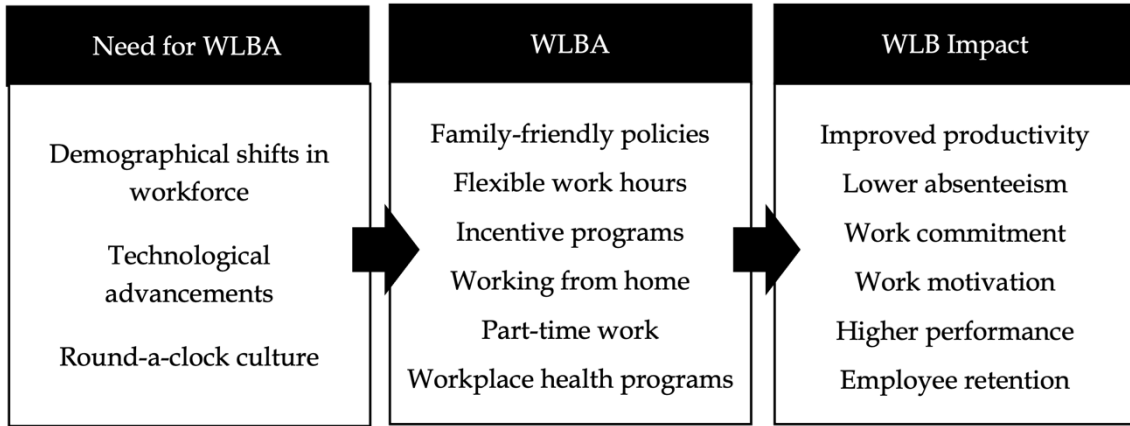 Need for WLBA
Demographical shifts in
workforce
Technological
advancements
Round-a-clock culture
WLBA
Family-friendly policies
Flexible work hours
Incentive programs
Working from home
Part-time work
Workplace health programs
WLB Impact
Improved productivity
Lower absenteeism
Work commitment
Work motivation
Higher performance
Employee retention